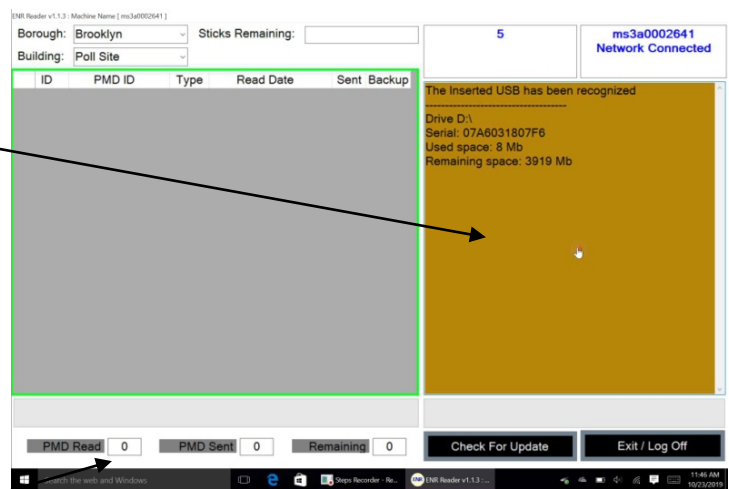 ENR Reader v1.1.3 : Machine Name [ ms3a0002641 ]
Borough: Brooklyn Sticks Remaining:
Building: Poll Site
5
ms3a0002641
Network Connected
ID PMD ID Type Read Date Sent Backup
The Inserted USB has been recognized
------------------------------------
Drive D:\
Serial: 07A6031807F6
Used space: 8 Mb
Remaining space: 3919 Mb
PMD Read 0 PMD Sent 0 Remaining 0
Check For Update Exit / Log Off
Search the web and Windows
Steps Recorder - Re...
ENR Reader v1.1.3 : ...
11:46 AM
10/23/2019